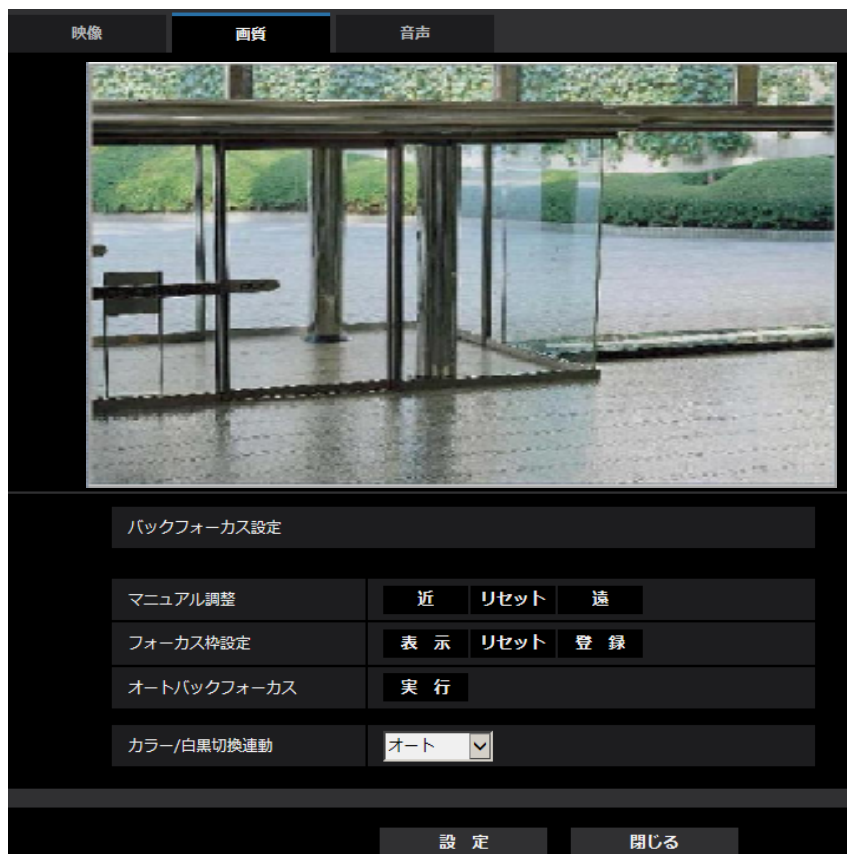 映像 画質 音声
バックフォーカス設定
マニュアル調整 近 リセット 遠
フォーカス枠設定 表 示 リセット 登 録
オートバックフォーカス 実 行
カラー/白黒切換連動 オート
設 定 閉じる